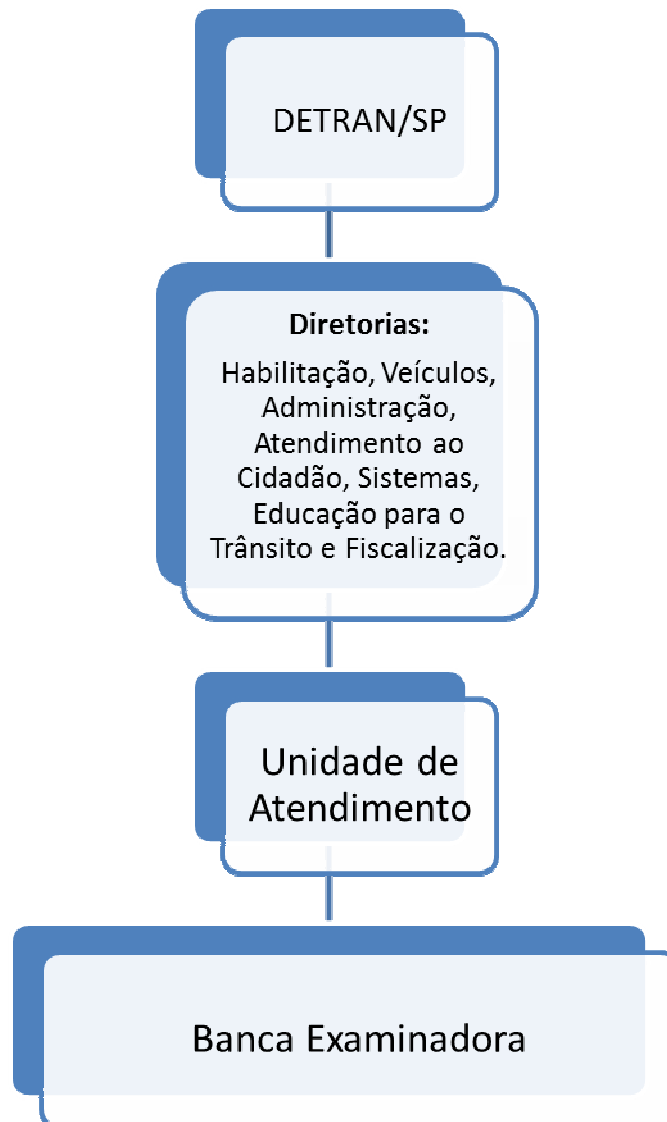 DETRAN/SP
Diretorias:
Habilitação, Veículos,
Administração,
Atendimento ao
Cidadão, Sistemas,
Educação para o
Trânsito e Fiscalização.
Unidade de
Atendimento
Banca Examinadora